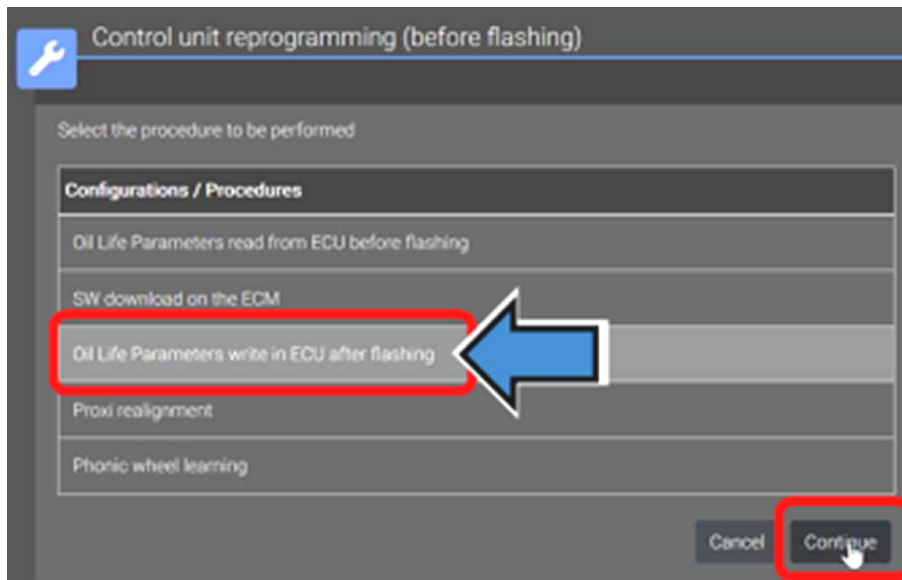 Control unit reprogramming (before flashing)
Select the procedure to be performed
Configurations / Procedures
Oil Life Parameters read from ECU before flashing
SW download on the ECM
Oil Life Parameters write in ECU after flashing
Proxi realignment
Phonic wheel learning
Cancel Continue